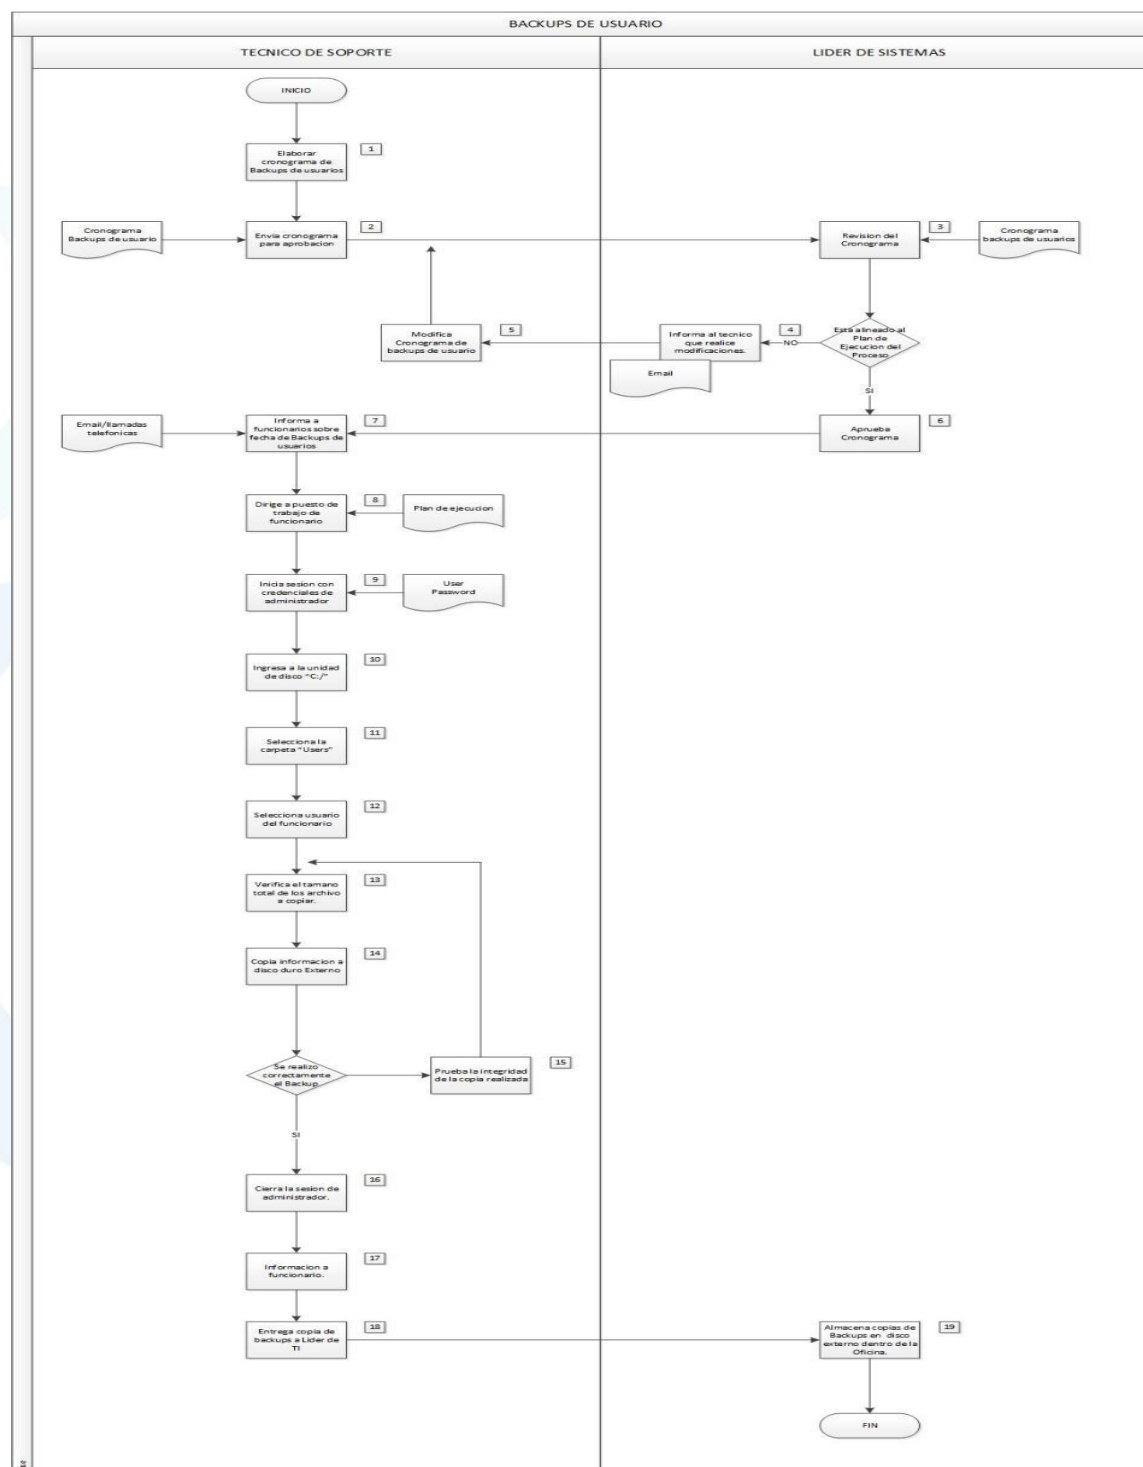 BACKUPS DE USUARIO
TECNICO DE SOPORTE
LIDER DE SISTEMAS
INICIO
1
Elaborar
cronograma de
Backups de usuarios
2
Cronograma
Backups de usuario
Envia cronograma
para aprobacion
3
Revision del
Cronograma
Cronograma
backups de usuarios
5
Modifica
Cronograma de
backups de usuario
4
Informa al tecnico
que realice
modificaciones.
Email
NO
Esta alineado al
Plan de
Ejecucion del
Proceso
SI
7
Email/llamadas
telefonicas
Informa a
funcionarios sobre
fecha de Backups de
usuarios
6
Aprueba
Cronograma
8
Dirige a puesto de
trabajo de
funcionario
Plan de ejecucion
9
Inicia sesion con
credenciales de
administrador
User
Password
10
Ingresa a la unidad
de disco "C:/"
11
Selecciona la
carpeta "Users"
12
Selecciona usuario
del funcionario
13
Verifica el tamano
total de los archivo
a copiar.
14
Copia informacion a
disco duro Externo
Se realizo
correctamente
el Backup
15
Prueba la integridad
de la copia realizada
SI
16
Cierra la sesion de
administrador.
17
Informacion a
funcionario.
18
Entrega copia de
backups a Lider de
TI
19
Almacena copias de
Backups en disco
externo dentro de la
Oficina.
FIN